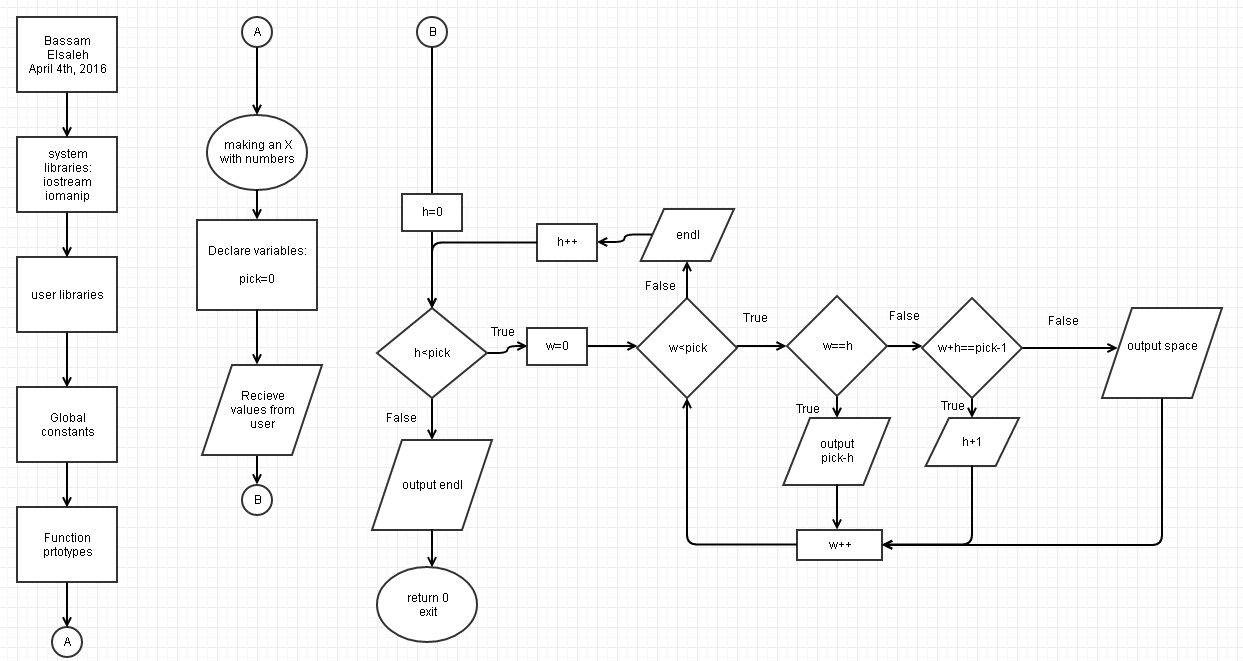 Bassam
Elsaleh
April 4th, 2016
system
libraries:
iostream
iomanip
user libraries
Global
constants
Function
prtotypes
A
A
making an X
with numbers
Declare variables:
pick=0
Recieve
values from
user
B
B
h=0
h<pick
True
False
output endl
return 0
exit
w=0
h++
endl
False
w<pick
True
w==h
True
False
output
pick-h
w+h==pick-1
True
False
h+1
output space
w++